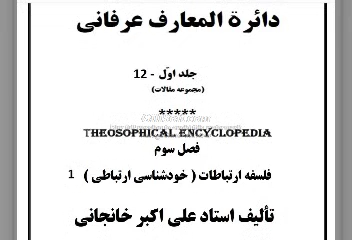 دائرة المعارف عرفانی
جلد اوّل - 12
(مجموعه مقالات)
*****
THEOSOPHICAL ENCYCLOPEDIA
فصل سوم
فلسفه ارتباطات ( خودشناسی ارتباطی ) 1
تألیف استاد علی اکبر خانجانی